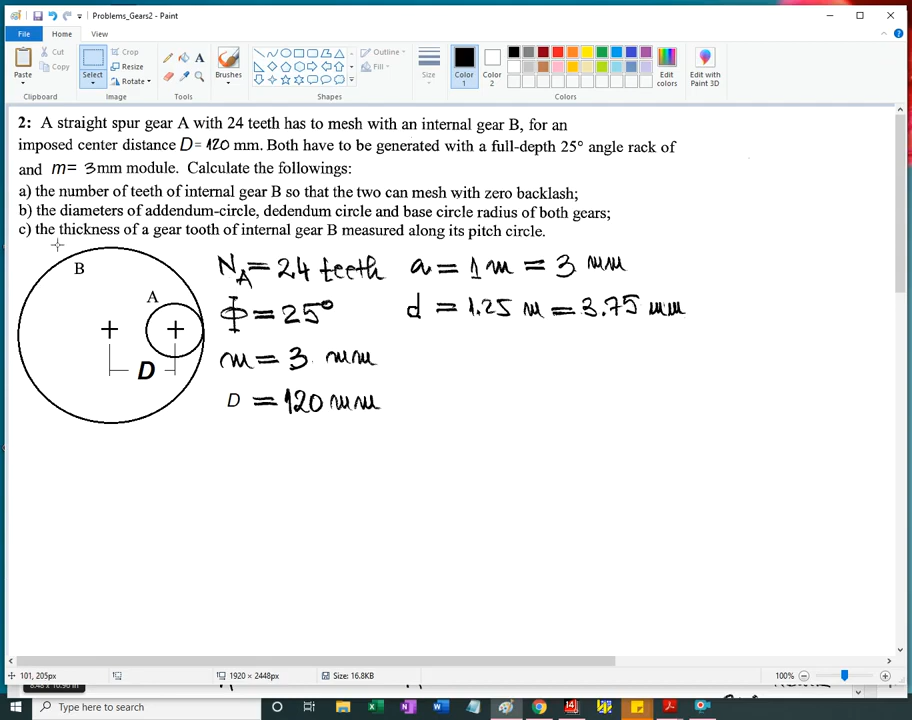 Problems_Gears2 - Paint
File Home View
Paste Cut Copy Select Crop Resize Rotate Brushes Shapes Outline Fill Size Color 1 Color 2 Edit colors Edit with Paint 3D
Clipboard Image Tools Shapes Colors
2: A straight spur gear A with 24 teeth has to mesh with an internal gear B, for an
imposed center distance D= 120 mm. Both have to be generated with a full-depth 25° angle rack of
and m= 3mm module. Calculate the followings:
a) the number of teeth of internal gear B so that the two can mesh with zero backlash;
b) the diameters of addendum-circle, dedendum circle and base circle radius of both gears;
c) the thickness of a gear tooth of internal gear B measured along its pitch circle.
B
A
D
N_A = 24 teeth a = 1 m = 3 mm
Φ = 25° d = 1.25 m = 3.75 mm
m = 3 mm
D = 120 mm
101, 205px 1920 × 2448px Size: 16.8KB 100%
Type here to search